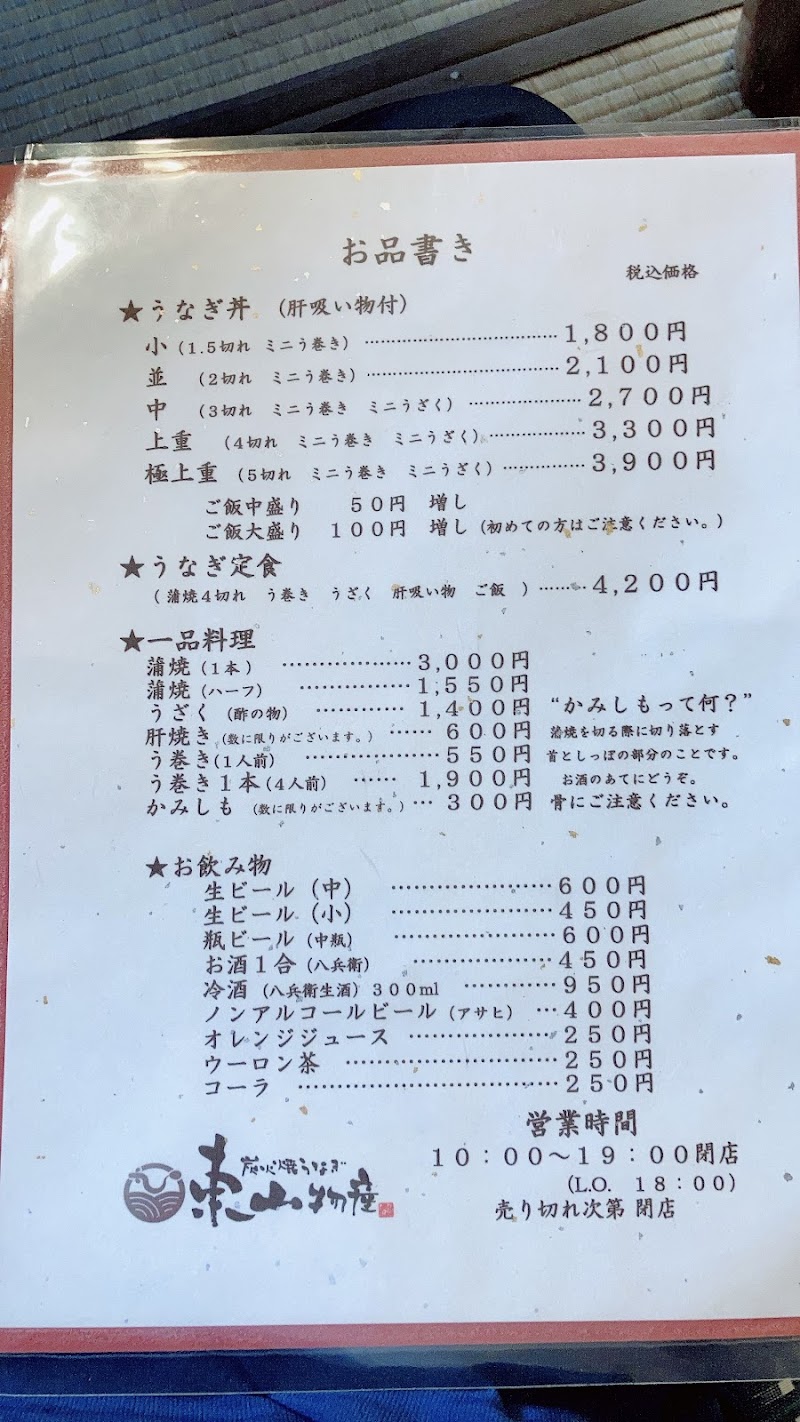 お品書き
税込価格
★うなぎ丼 (肝吸い物付)
小(1.5切れ ミニう巻き) ……………………………1,800円
並 (2切れ ミニう巻き)……………………………2,100円
中 (3切れ ミニう巻き ミニうざく) …………………2,700円
上重 (4切れ ミニう巻き ミニうざく)………………3,300円
極上重 (5切れ ミニう巻き ミニうざく) ……………3,900円
ご飯中盛り 50円 増し
ご飯大盛り 100円 増し(初めての方はご注意ください。)
★うなぎ定食
(蒲焼4切れ う巻き うざく 肝吸い物 ご飯 )………4,200円
★一品料理
蒲焼(1本) …………………3,000円
蒲焼(ハーフ) ………………1,550円
うざく (酢の物) ……………1,400円
肝焼き(数に限りがございます。) ……600円
う巻き(1人前) ………………………550円
う巻き1本(4人前) …… 1,900円
かみしも (数に限りがございます。)…300円
“かみしもって何？”
蒲焼を切る際に切り落とす
首としっぽの部分のことです。
お酒のあてにどうぞ。
骨にご注意ください。
★お飲み物
生ビール(中) ……………………600円
生ビール(小) ……………………450円
瓶ビール(中瓶) ……………………600円
お酒1合(八兵衛) …………………450円
冷酒 (八兵衛生酒) 300ml …………950円
ノンアルコールビール(アサヒ) …400円
オレンジジュース …………………250円
ウーロン茶 …………………………250円
コーラ ………………………………250円
営業時間
10：00～19：00閉店
(L.O. 18：00)
売り切れ次第 閉店
炭火焼うなぎ
東山物産